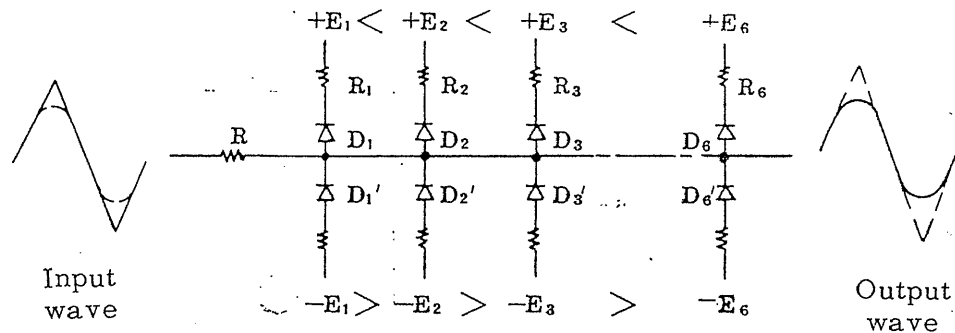 +E₁ < +E₂ < +E₃ < +E₆
R₁ R₂ R₃ R₆
R D₁ D₂ D₃ D₆
D₁' D₂' D₃' D₆'
Input
wave
−E₁ > −E₂ > −E₃ > −E₆
Output
wave